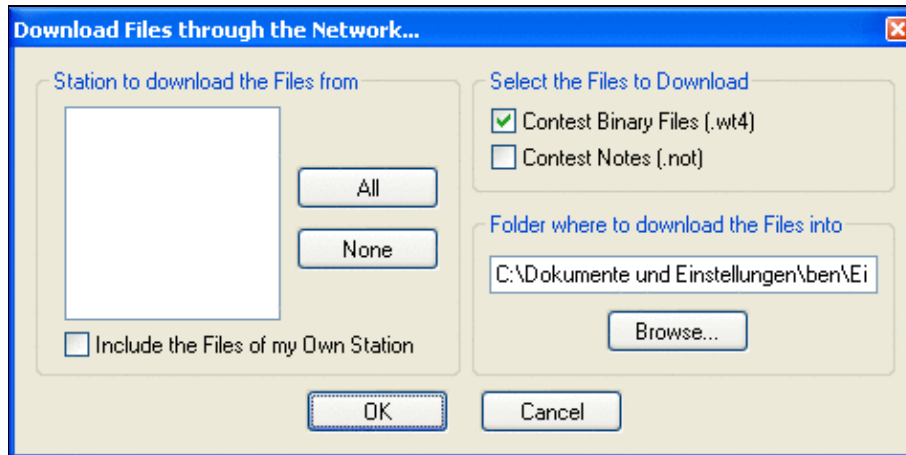 Download Files through the Network...
Station to download the Files from
All
None
Include the Files of my Own Station
Select the Files to Download
Contest Binary Files (.wt4)
Contest Notes (.not)
Folder where to download the Files into
C:\Dokumente und Einstellungen\ben\Ei
Browse...
OK
Cancel